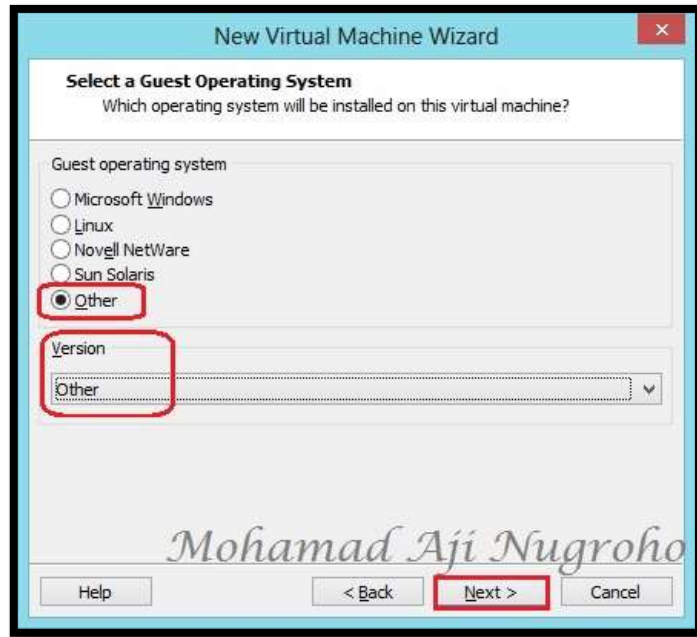 New Virtual Machine Wizard
Select a Guest Operating System
Which operating system will be installed on this virtual machine?
Guest operating system
Microsoft Windows
Linux
Novell NetWare
Sun Solaris
Other
Version
Other
Mohamad Aji Nugroho
Help < Back Next > Cancel